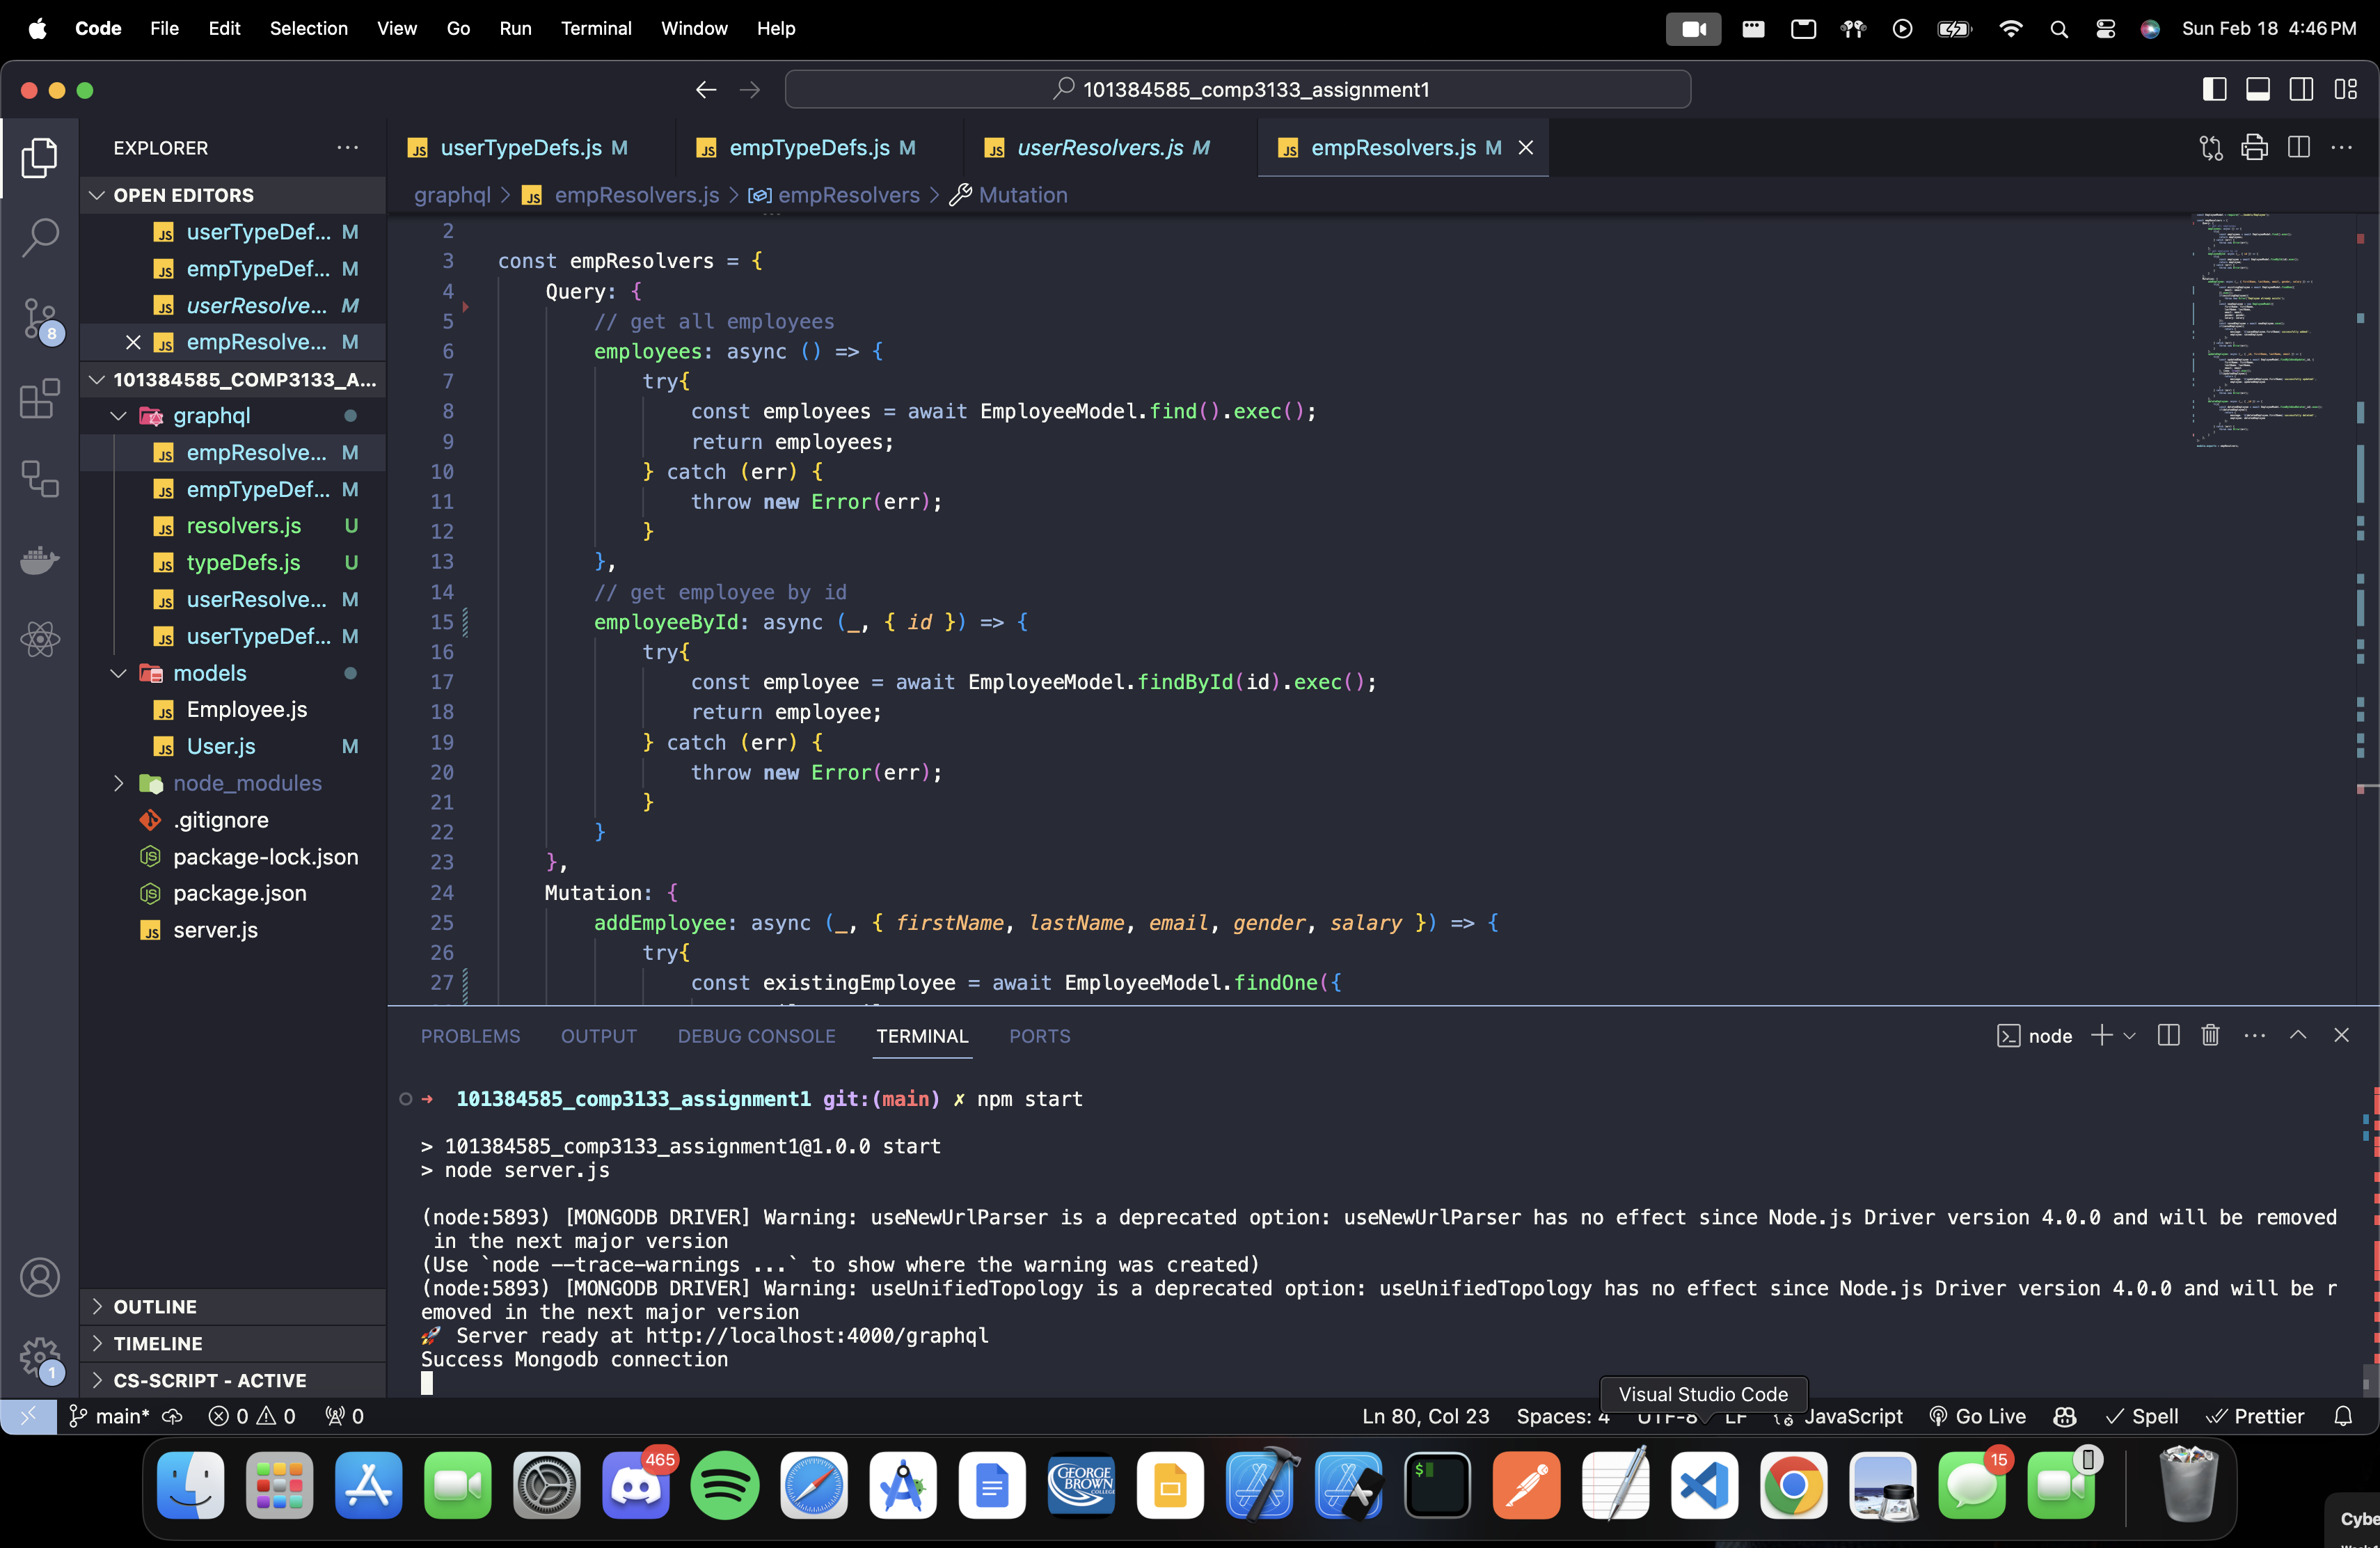 Code File Edit Selection View Go Run Terminal Window Help
Sun Feb 18 4:46 PM
101384585_comp3133_assignment1
EXPLORER
OPEN EDITORS
userTypeDef... M
empTypeDef... M
userResolve... M
empResolve... M
101384585_COMP3133_A...
graphql
empResolve... M
empTypeDef... M
resolvers.js U
typeDefs.js U
userResolve... M
userTypeDef... M
models
Employee.js
User.js M
node_modules
.gitignore
package-lock.json
package.json
server.js
OUTLINE
TIMELINE
CS-SCRIPT - ACTIVE
8
1
userTypeDefs.js M
empTypeDefs.js M
userResolvers.js M
empResolvers.js M
graphql > empResolvers.js > empResolvers > Mutation
2
3 const empResolvers = {
4 Query: {
5 // get all employees
6 employees: async () => {
7 try{
8 const employees = await EmployeeModel.find().exec();
9 return employees;
10 } catch (err) {
11 throw new Error(err);
12 }
13 },
14 // get employee by id
15 employeeById: async (_, { id }) => {
16 try{
17 const employee = await EmployeeModel.findById(id).exec();
18 return employee;
19 } catch (err) {
20 throw new Error(err);
21 }
22 }
23 },
24 Mutation: {
25 addEmployee: async (_, { firstName, lastName, email, gender, salary }) => {
26 try{
27 const existingEmployee = await EmployeeModel.findOne({
PROBLEMS OUTPUT DEBUG CONSOLE TERMINAL PORTS
node
➜ 101384585_comp3133_assignment1 git:(main) ✗ npm start
> 101384585_comp3133_assignment1@1.0.0 start
> node server.js
(node:5893) [MONGODB DRIVER] Warning: useNewUrlParser is a deprecated option: useNewUrlParser has no effect since Node.js Driver version 4.0.0 and will be removed
in the next major version
(Use `node --trace-warnings ...` to show where the warning was created)
(node:5893) [MONGODB DRIVER] Warning: useUnifiedTopology is a deprecated option: useUnifiedTopology has no effect since Node.js Driver version 4.0.0 and will be r
emoved in the next major version
🚀 Server ready at http://localhost:4000/graphql
Success Mongodb connection
Visual Studio Code
main* 0 0 0
Ln 80, Col 23 Spaces: 4 UTF-8 LF JavaScript Go Live Spell Prettier
465
GEORGE BROWN COLLEGE
$
15
Cybe